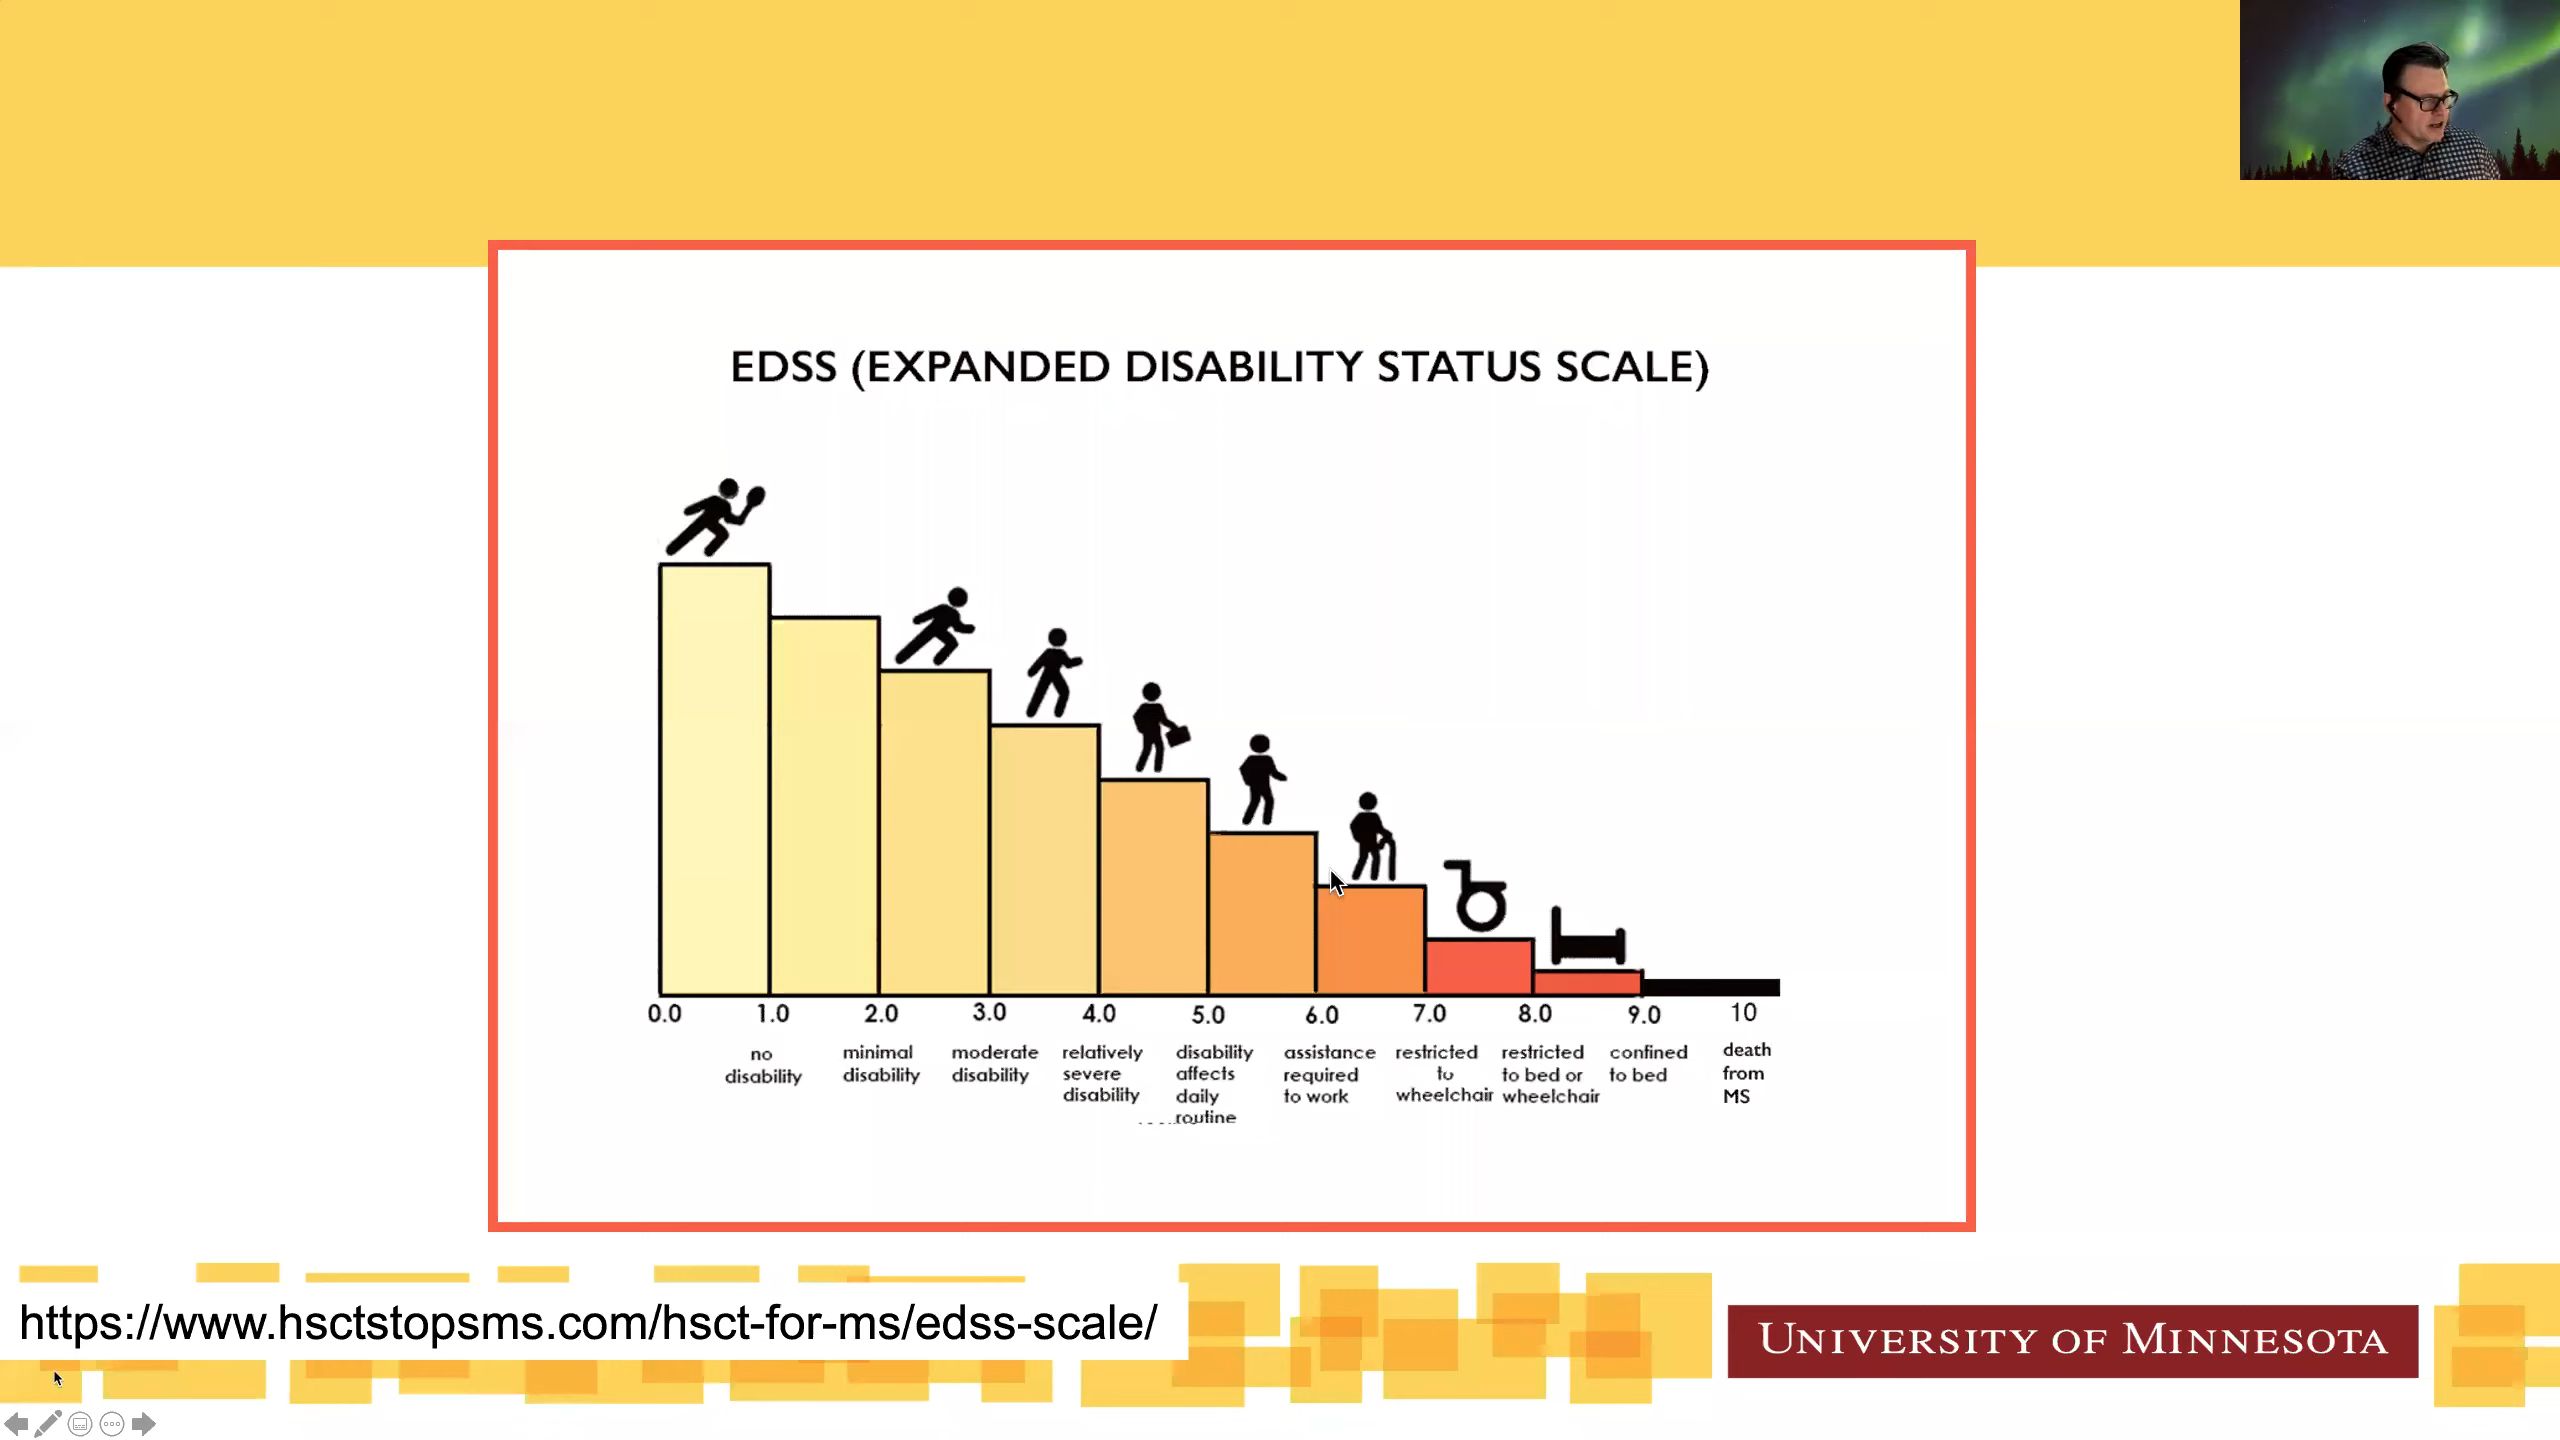 EDSS (EXPANDED DISABILITY STATUS SCALE)
0.0 1.0 2.0 3.0 4.0 5.0 6.0 7.0 8.0 9.0 10
no
disability
minimal
disability
moderate
disability
relatively
severe
disability
disability
affects
daily
routine
assistance
required
to work
restricted
to
wheelchair
restricted
to bed or
wheelchair
confined
to bed
death
from
MS
https://www.hsctstopsms.com/hsct-for-ms/edss-scale/
UNIVERSITY OF MINNESOTA